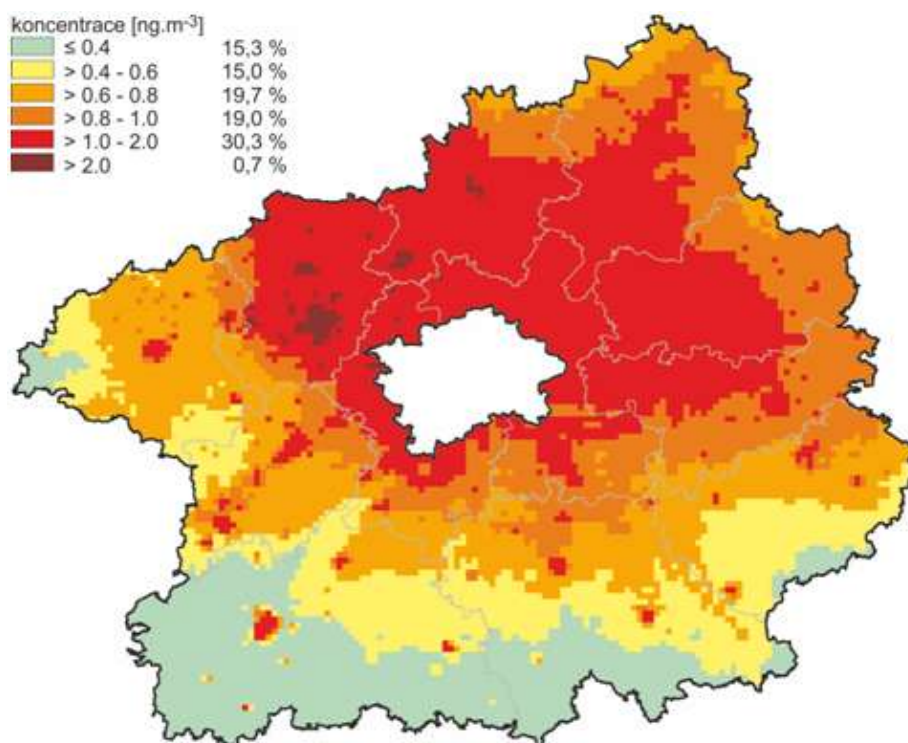 koncentrace [ng.m-3]
≤ 0.4 15,3 %
> 0.4 - 0.6 15,0 %
> 0.6 - 0.8 19,7 %
> 0.8 - 1.0 19,0 %
> 1.0 - 2.0 30,3 %
> 2.0 0,7 %